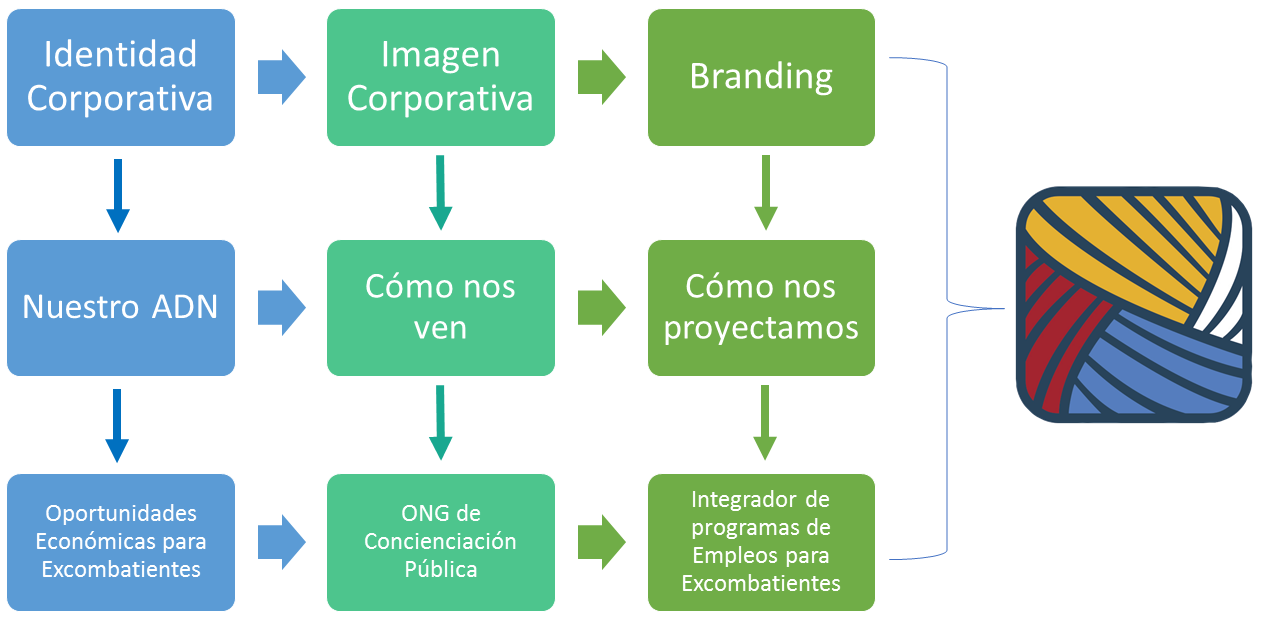 Identidad
Corporativa
Imagen
Corporativa
Branding
Nuestro ADN
Cómo nos
ven
Cómo nos
proyectamos
Oportunidades
Económicas para
Excombatientes
ONG de
Concienciación
Pública
Integrador de
programas de
Empleos para
Excombatientes